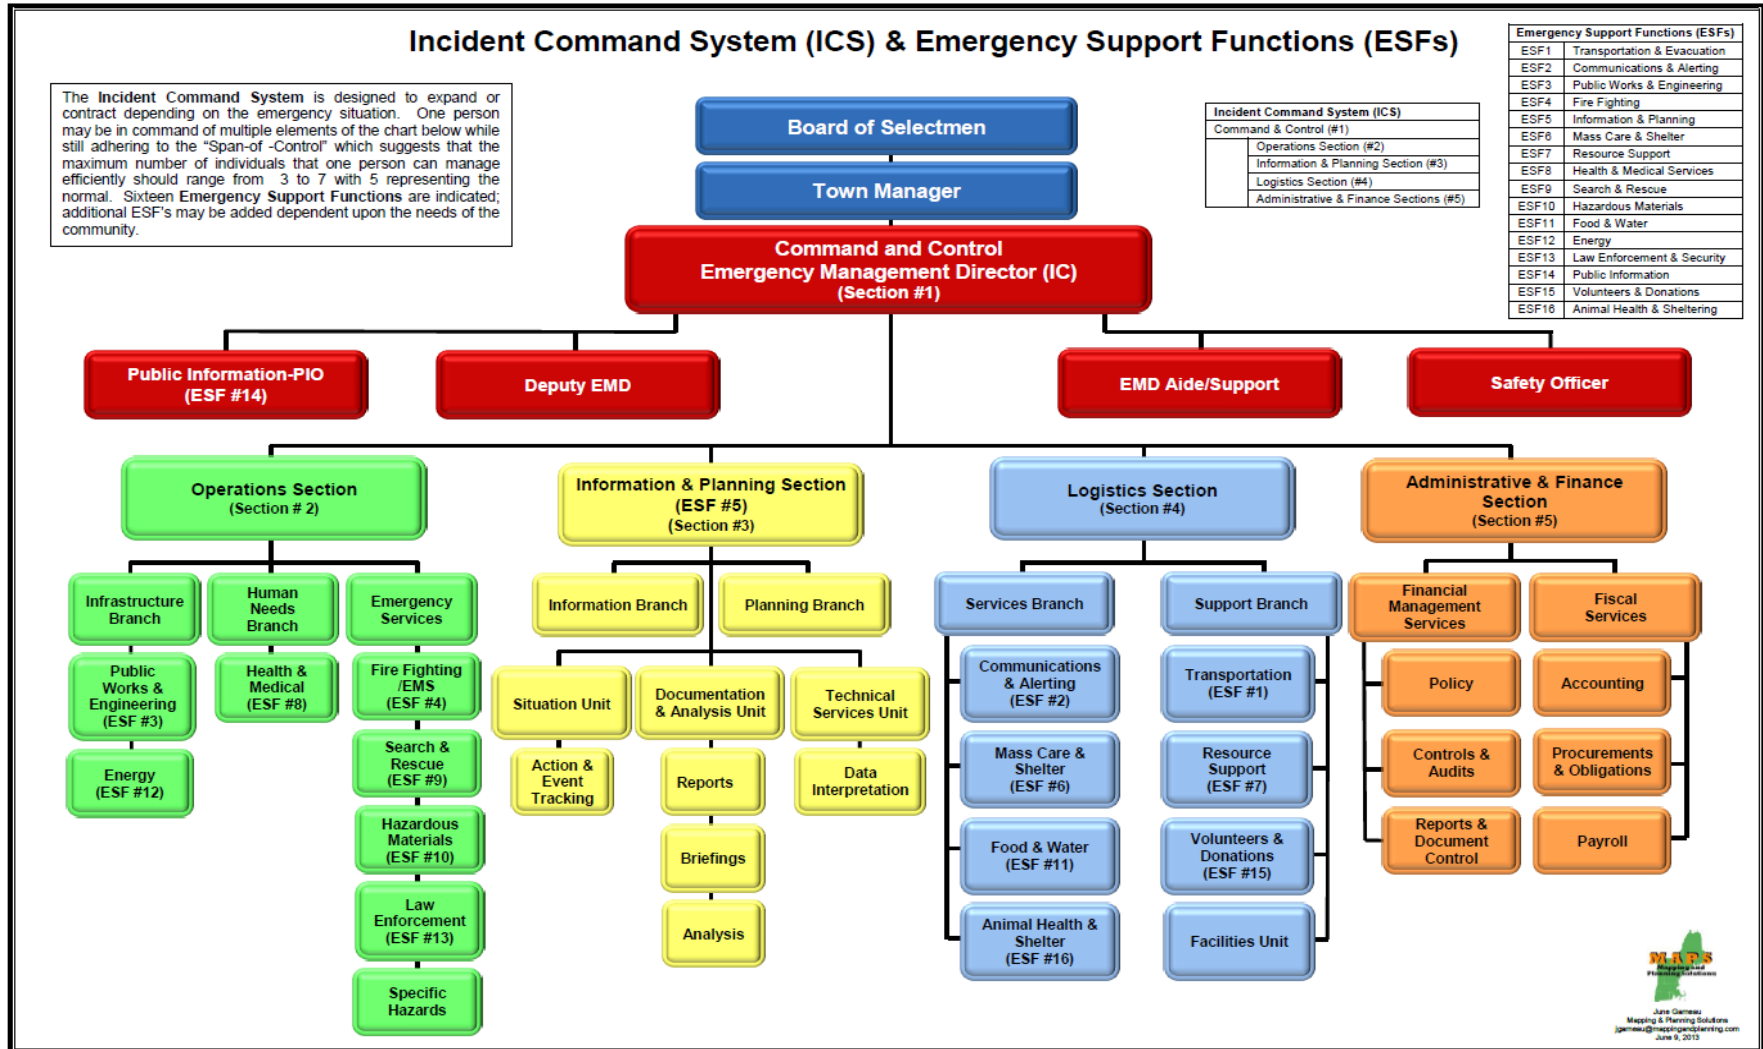 Incident Command System (ICS) & Emergency Support Functions (ESFs)
The Incident Command System is designed to expand or
contract depending on the emergency situation. One person
may be in command of multiple elements of the chart below while
still adhering to the “Span-of -Control” which suggests that the
maximum number of individuals that one person can manage
efficiently should range from 3 to 7 with 5 representing the
normal. Sixteen Emergency Support Functions are indicated;
additional ESF's may be added dependent upon the needs of the
community.
Board of Selectmen
Town Manager
Command and Control
Emergency Management Director (IC)
(Section #1)
Incident Command System (ICS)
Command & Control (#1)
Operations Section (#2)
Information & Planning Section (#3)
Logistics Section (#4)
Administrative & Finance Sections (#5)
Emergency Support Functions (ESFs)
ESF1 Transportation & Evacuation
ESF2 Communications & Alerting
ESF3 Public Works & Engineering
ESF4 Fire Fighting
ESF5 Information & Planning
ESF6 Mass Care & Shelter
ESF7 Resource Support
ESF8 Health & Medical Services
ESF9 Search & Rescue
ESF10 Hazardous Materials
ESF11 Food & Water
ESF12 Energy
ESF13 Law Enforcement & Security
ESF14 Public Information
ESF15 Volunteers & Donations
ESF16 Animal Health & Sheltering
Public Information-PIO
(ESF #14)
Deputy EMD
EMD Aide/Support
Safety Officer
Operations Section
(Section # 2)
Information & Planning Section
(ESF #5)
(Section #3)
Logistics Section
(Section #4)
Administrative & Finance
Section
(Section #5)
Infrastructure
Branch
Public
Works &
Engineering
(ESF #3)
Energy
(ESF #12)
Human
Needs
Branch
Health &
Medical
(ESF #8)
Emergency
Services
Fire Fighting
/EMS
(ESF #4)
Search &
Rescue
(ESF #9)
Hazardous
Materials
(ESF #10)
Law
Enforcement
(ESF #13)
Specific
Hazards
Information Branch
Planning Branch
Situation Unit
Action &
Event
Tracking
Documentation
& Analysis Unit
Reports
Briefings
Analysis
Technical
Services Unit
Data
Interpretation
Services Branch
Communications
& Alerting
(ESF #2)
Mass Care &
Shelter
(ESF #6)
Food & Water
(ESF #11)
Animal Health &
Shelter
(ESF #16)
Support Branch
Transportation
(ESF #1)
Resource
Support
(ESF #7)
Volunteers &
Donations
(ESF #15)
Facilities Unit
Financial
Management
Services
Policy
Controls &
Audits
Reports &
Document
Control
Fiscal
Services
Accounting
Procurements
& Obligations
Payroll
MAPS
Mapping and
Planning Solutions
June Garneau
Mapping & Planning Solutions
jgarneau@mappingandplanning.com
June 9, 2013